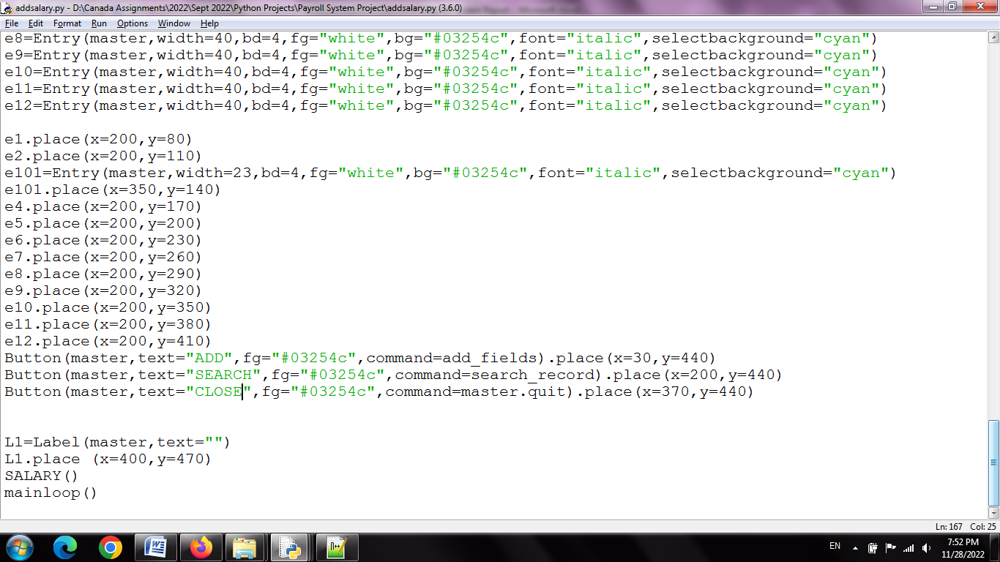 addsalary.py - D:\Canada Assignments\2022\Sept 2022\Python Projects\Payroll System Project\addsalary.py (3.6.0)
File Edit Format Run Options Window Help
e8=Entry(master,width=40,bd=4,fg="white",bg="#03254c",font="italic",selectbackground="cyan")
e9=Entry(master,width=40,bd=4,fg="white",bg="#03254c",font="italic",selectbackground="cyan")
e10=Entry(master,width=40,bd=4,fg="white",bg="#03254c",font="italic",selectbackground="cyan")
e11=Entry(master,width=40,bd=4,fg="white",bg="#03254c",font="italic",selectbackground="cyan")
e12=Entry(master,width=40,bd=4,fg="white",bg="#03254c",font="italic",selectbackground="cyan")
e1.place(x=200,y=80)
e2.place(x=200,y=110)
e101=Entry(master,width=23,bd=4,fg="white",bg="#03254c",font="italic",selectbackground="cyan")
e101.place(x=350,y=140)
e4.place(x=200,y=170)
e5.place(x=200,y=200)
e6.place(x=200,y=230)
e7.place(x=200,y=260)
e8.place(x=200,y=290)
e9.place(x=200,y=320)
e10.place(x=200,y=350)
e11.place(x=200,y=380)
e12.place(x=200,y=410)
Button(master,text="ADD",fg="#03254c",command=add_fields).place(x=30,y=440)
Button(master,text="SEARCH",fg="#03254c",command=search_record).place(x=200,y=440)
Button(master,text="CLOSE",fg="#03254c",command=master.quit).place(x=370,y=440)
L1=Label(master,text="")
L1.place (x=400,y=470)
SALARY()
mainloop()
Ln: 167 Col: 25
EN
7:52 PM
11/28/2022